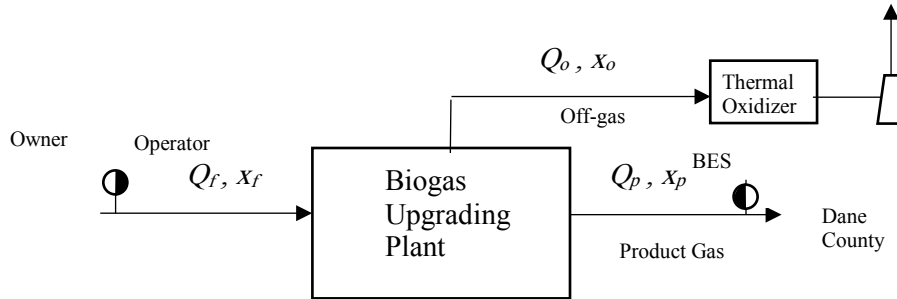 Qo , xo
Thermal
Oxidizer
Off-gas
Owner
Operator
Qf , xf
Biogas
Upgrading
Plant
Qp , xp
BES
Product Gas
Dane
County